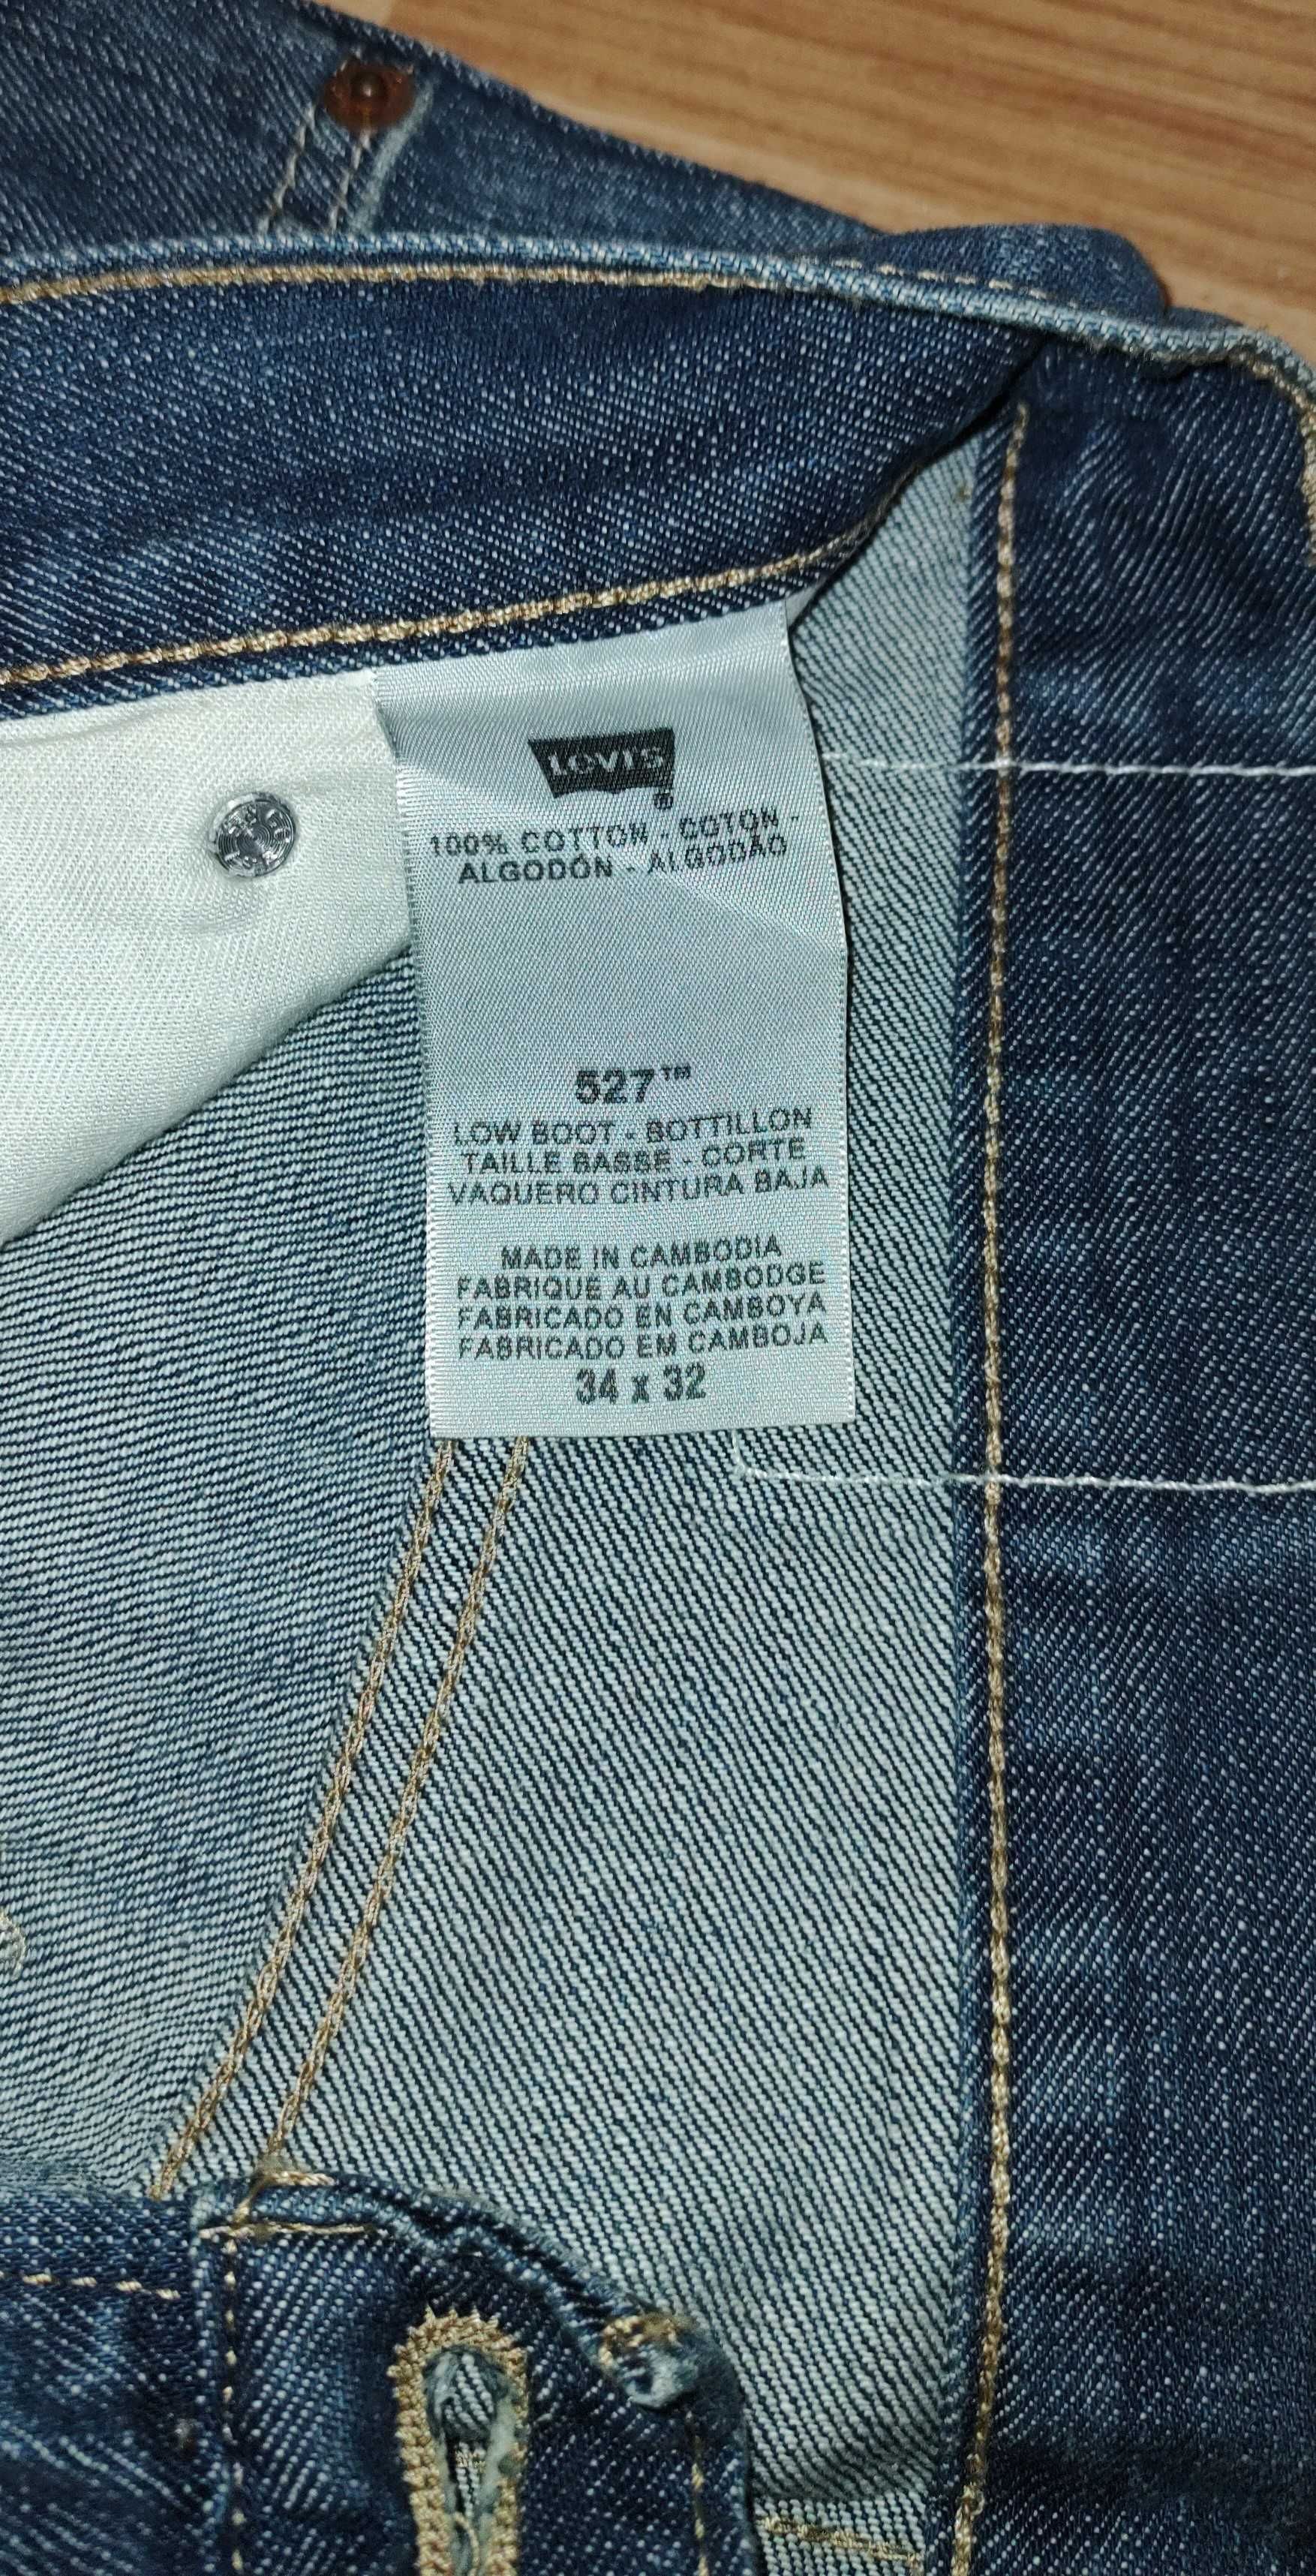 LEVI'S
®
100% COTTON - COTON -
ALGODÓN - ALGODÃO
527™
LOW BOOT - BOTTILLON
TAILLE BASSE - CORTE
VAQUERO CINTURA BAJA
MADE IN CAMBODIA
FABRIQUE AU CAMBODGE
FABRICADO EN CAMBOYA
FABRICADO EM CAMBOJA
34 x 32